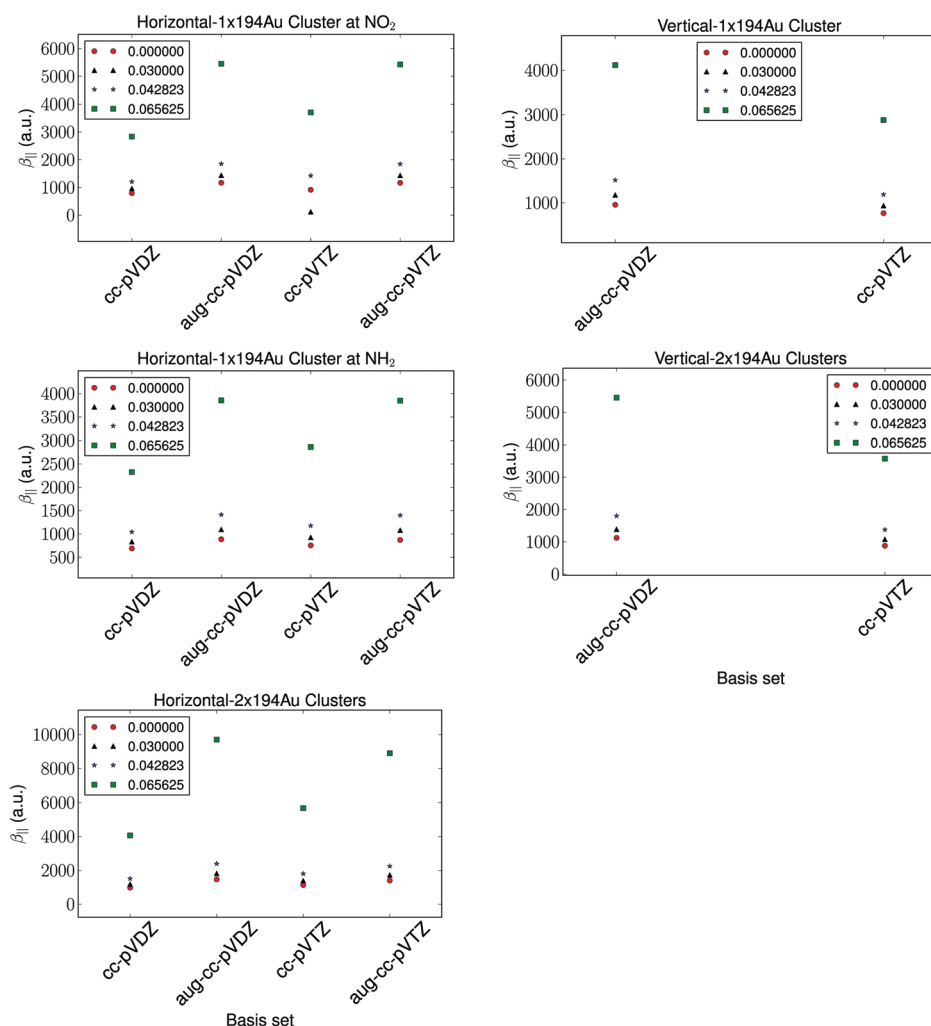 Horizontal-1x194Au Cluster at NO₂
β|| (a.u.)
6000
5000
4000
3000
2000
1000
0
0.000000
0.030000
0.042823
0.065625
cc-pVDZ
aug-cc-pVDZ
cc-pVTZ
aug-cc-pVTZ
Vertical-1x194Au Cluster
β|| (a.u.)
4000
3000
2000
1000
0.000000
0.030000
0.042823
0.065625
aug-cc-pVDZ
cc-pVTZ
Horizontal-1x194Au Cluster at NH₂
β|| (a.u.)
4000
3500
3000
2500
2000
1500
1000
500
0.000000
0.030000
0.042823
0.065625
cc-pVDZ
aug-cc-pVDZ
cc-pVTZ
aug-cc-pVTZ
Vertical-2x194Au Clusters
β|| (a.u.)
6000
5000
4000
3000
2000
1000
0
0.000000
0.030000
0.042823
0.065625
aug-cc-pVDZ
cc-pVTZ
Basis set
Horizontal-2x194Au Clusters
β|| (a.u.)
10000
8000
6000
4000
2000
0
0.000000
0.030000
0.042823
0.065625
cc-pVDZ
aug-cc-pVDZ
cc-pVTZ
aug-cc-pVTZ
Basis set